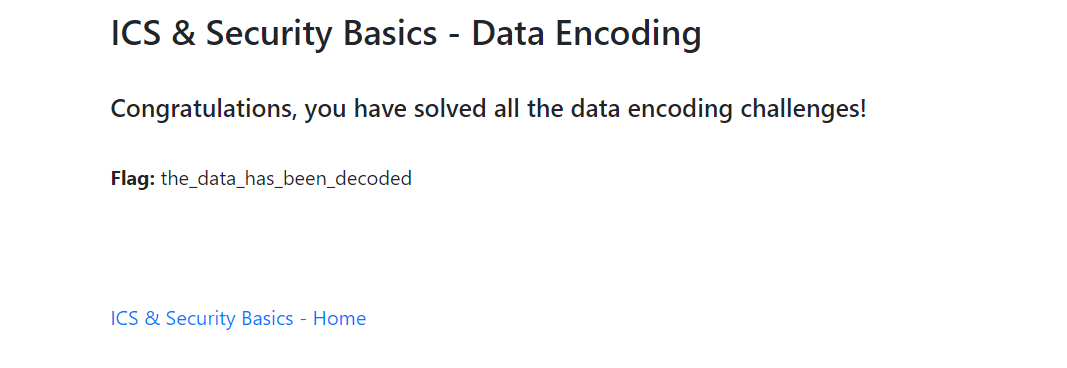 ICS & Security Basics - Data Encoding
Congratulations, you have solved all the data encoding challenges!
Flag: the_data_has_been_decoded
ICS & Security Basics - Home